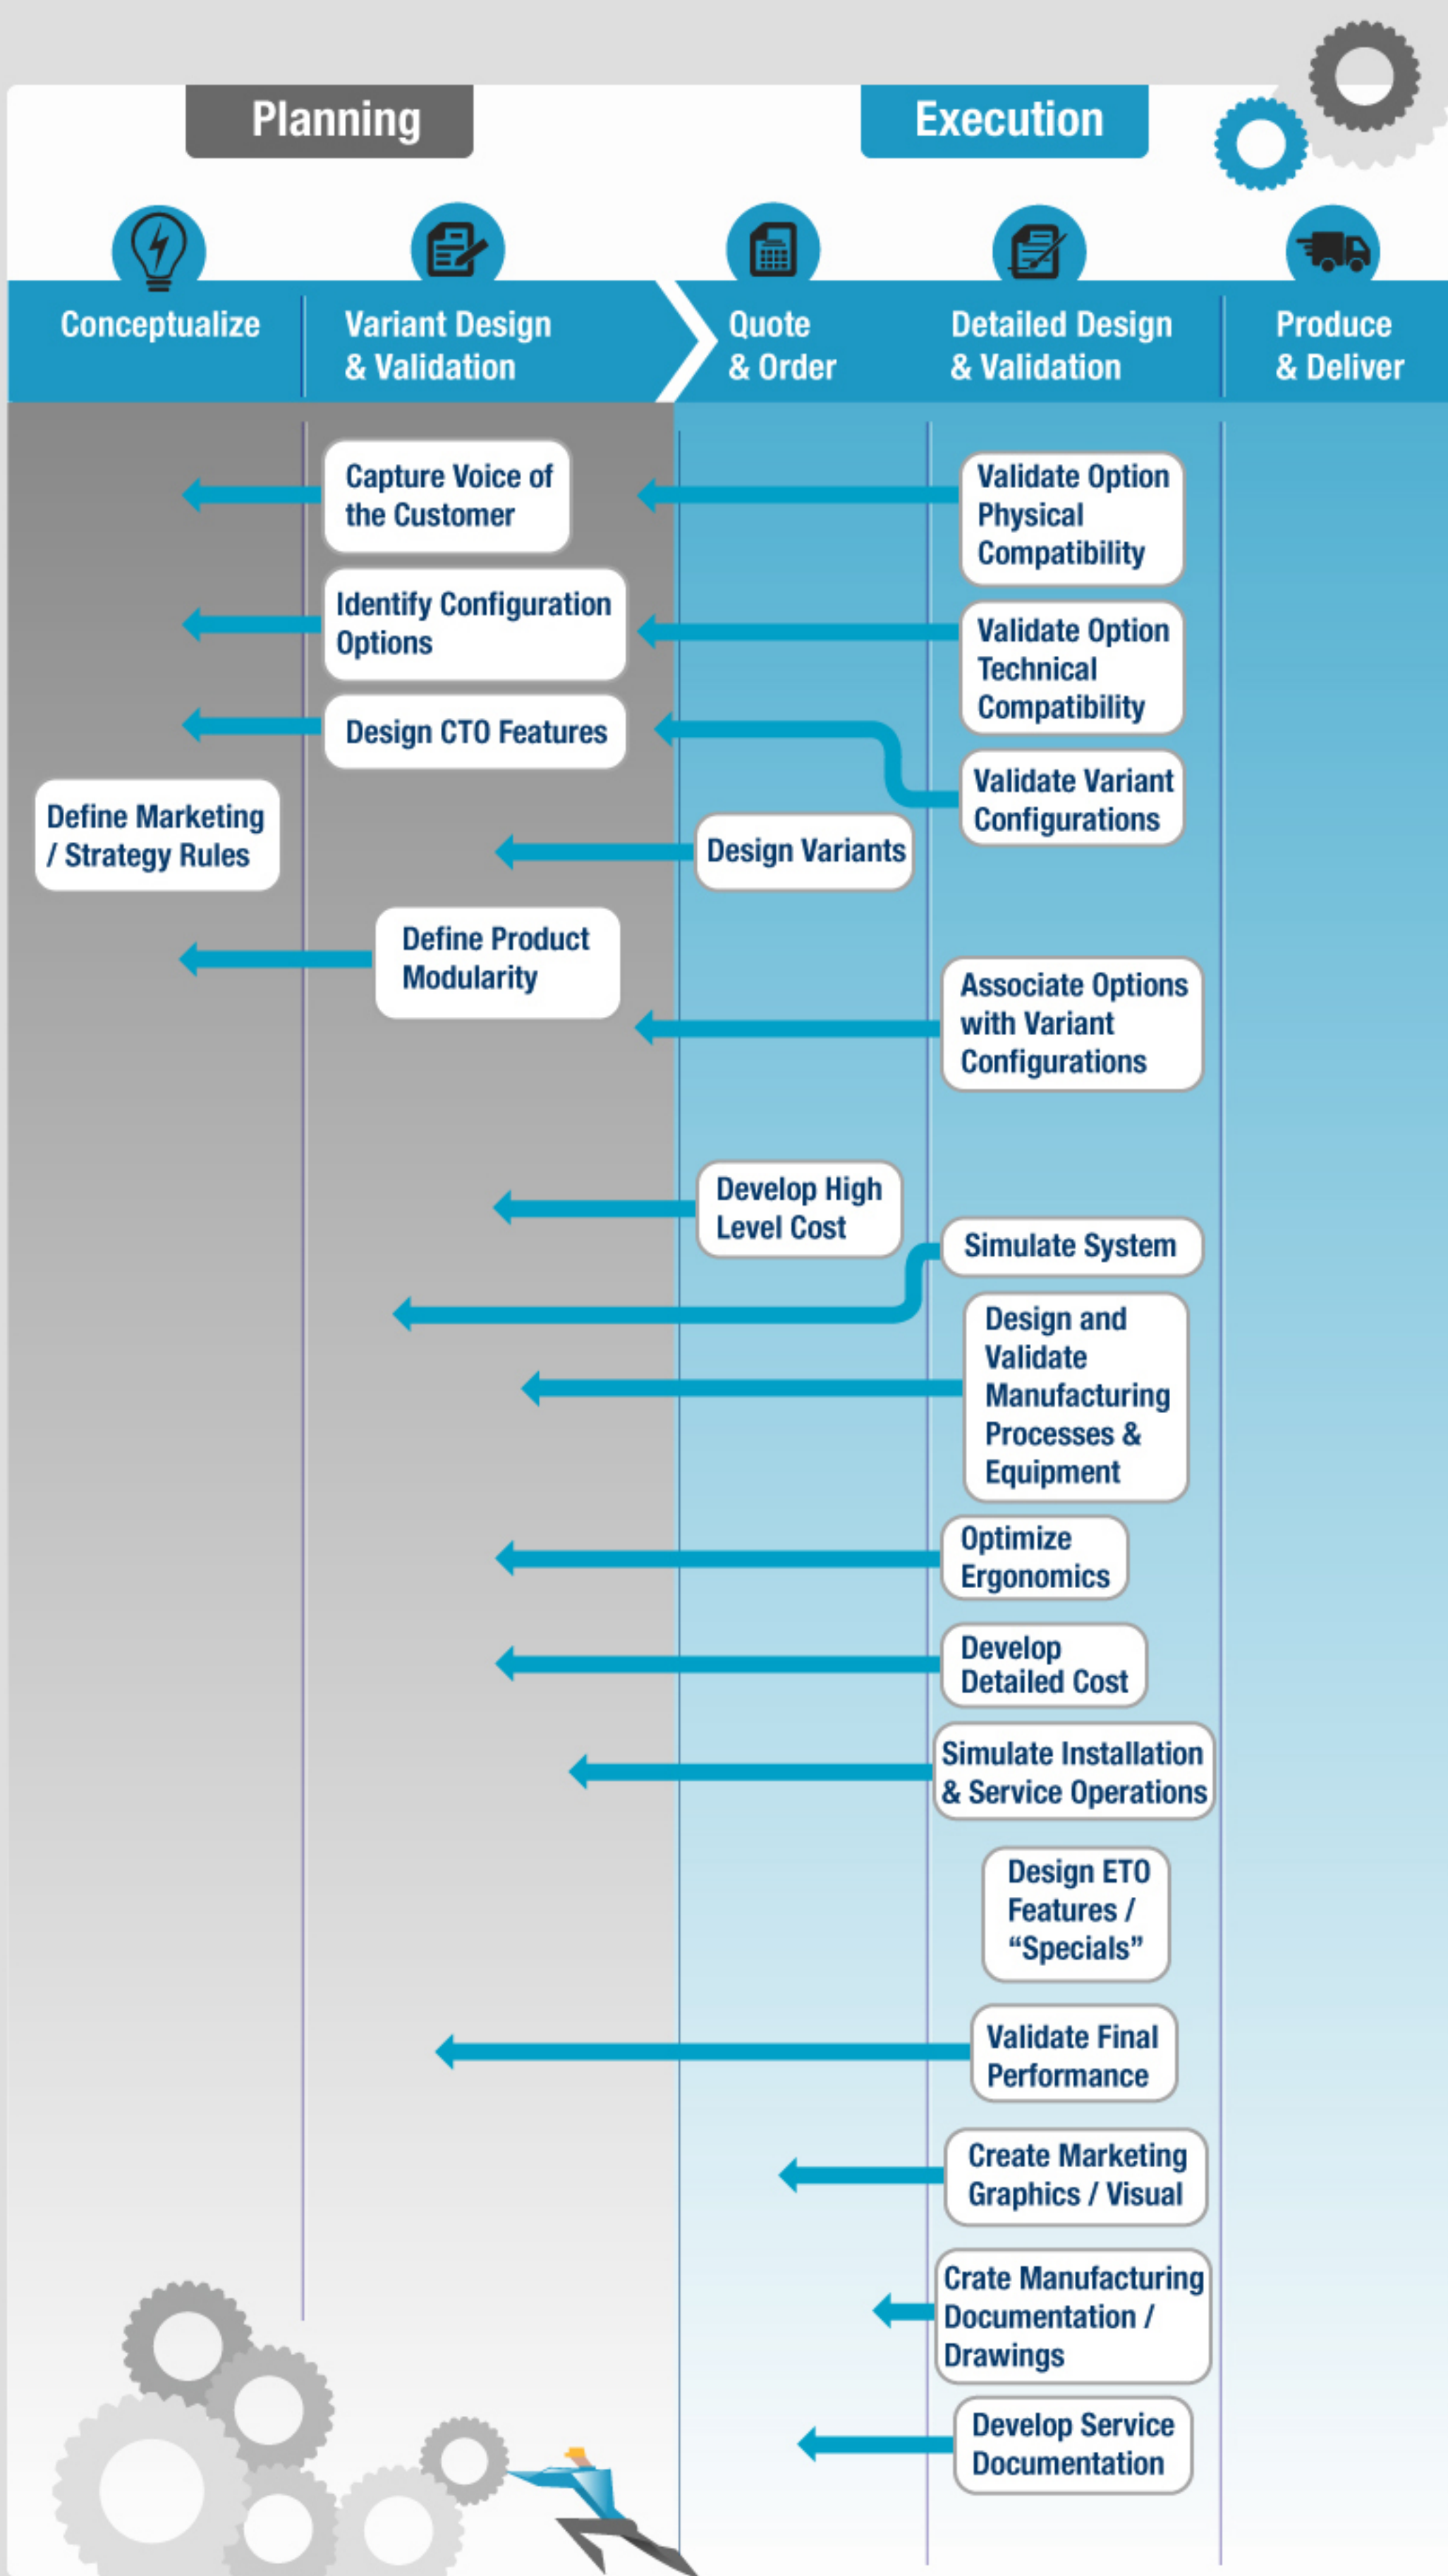 Planning
Execution
Conceptualize
Variant Design
& Validation
Quote
& Order
Detailed Design
& Validation
Produce
& Deliver
Capture Voice of
the Customer
Identify Configuration
Options
Design CTO Features
Define Marketing
/ Strategy Rules
Define Product
Modularity
Design Variants
Develop High
Level Cost
Validate Option
Physical
Compatibility
Validate Option
Technical
Compatibility
Validate Variant
Configurations
Associate Options
with Variant
Configurations
Simulate System
Design and
Validate
Manufacturing
Processes &
Equipment
Optimize
Ergonomics
Develop
Detailed Cost
Simulate Installation
& Service Operations
Design ETO
Features /
“Specials”
Validate Final
Performance
Create Marketing
Graphics / Visual
Crate Manufacturing
Documentation /
Drawings
Develop Service
Documentation